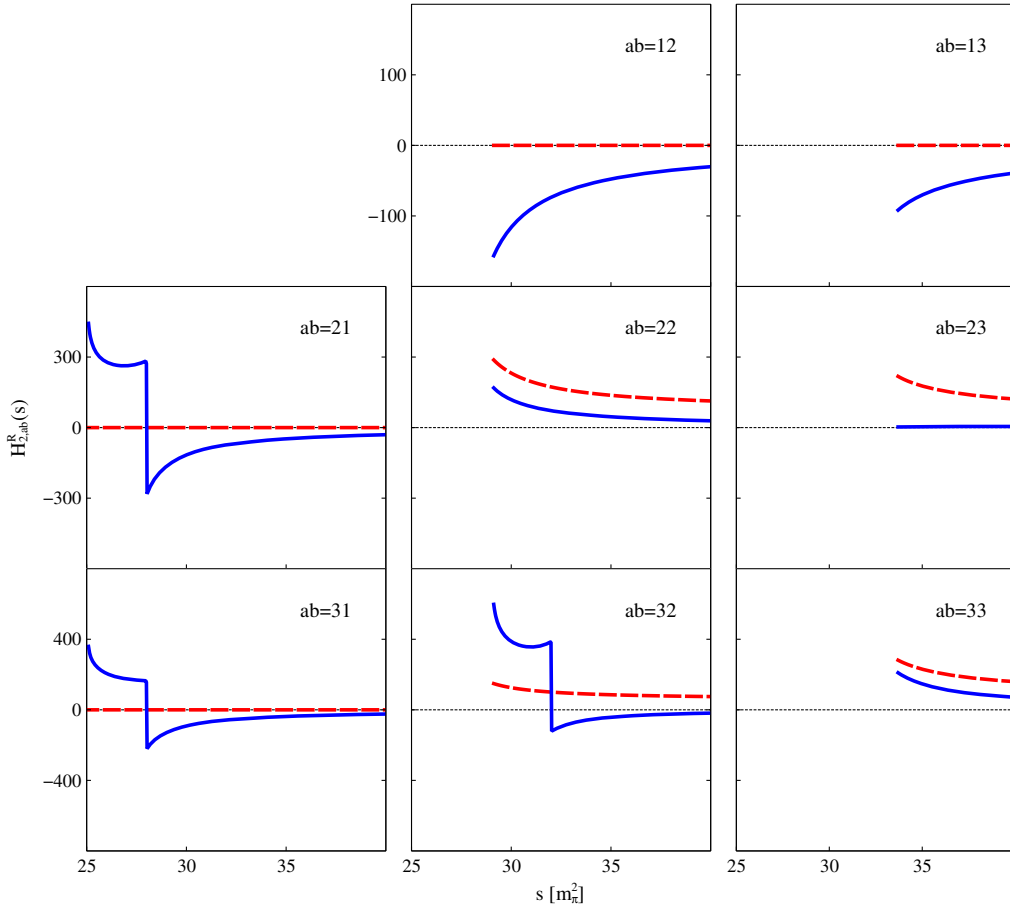 ab=12
ab=13
100
0
−100
ab=21
ab=22
ab=23
300
0
−300
H^R_{2,ab}(s)
ab=31
ab=32
ab=33
400
0
−400
25 30 35 25 30 35 25 30 35
s [m_π^2]